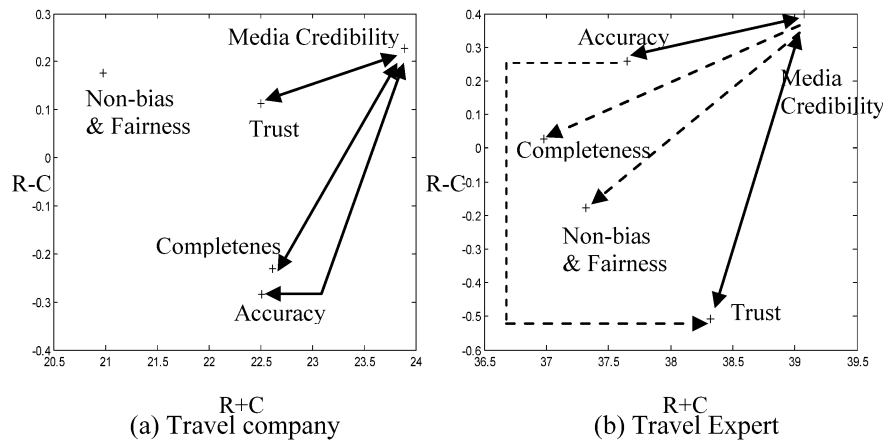 0.3
0.2
0.1
0
-0.1
-0.2
-0.3
-0.4
R-C
20.5
21
21.5
22
22.5
23
23.5
24
R+C
Media Credibility
Non-bias
& Fairness
Trust
Completenes
Accuracy
(a) Travel company
0.4
0.3
0.2
0.1
0
-0.1
-0.2
-0.3
-0.4
-0.5
-0.6
R-C
36.5
37
37.5
38
38.5
39
39.5
R+C
Accuracy
Media
Credibility
Completeness
Non-bias
& Fairness
Trust
(b) Travel Expert